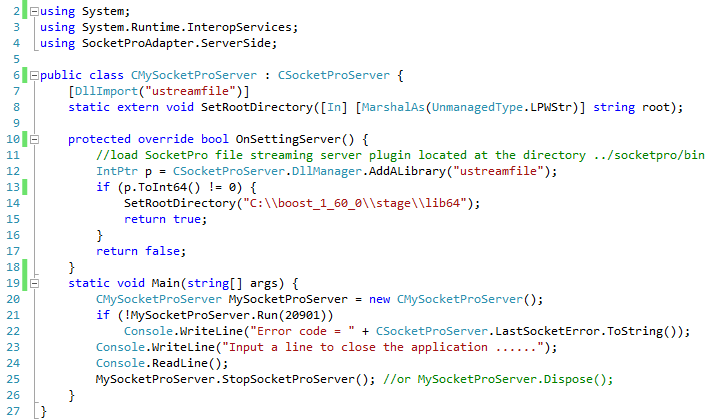 2 using System;
3 using System.Runtime.InteropServices;
4 using SocketProAdapter.ServerSide;
5
6 public class CMySocketProServer : CSocketProServer {
7     [DllImport("ustreamfile")]
8     static extern void SetRootDirectory([In] [MarshalAs(UnmanagedType.LPWStr)] string root);
9
10     protected override bool OnSettingServer() {
11         //load SocketPro file streaming server plugin located at the directory ../socketpro/bin
12         IntPtr p = CSocketProServer.DllManager.AddALibrary("ustreamfile");
13         if (p.ToInt64() != 0) {
14             SetRootDirectory("C:\\boost_1_60_0\\stage\\lib64");
15             return true;
16         }
17         return false;
18     }
19     static void Main(string[] args) {
20         CMySocketProServer MySocketProServer = new CMySocketProServer();
21         if (!MySocketProServer.Run(20901))
22             Console.WriteLine("Error code = " + CSocketProServer.LastSocketError.ToString());
23         Console.WriteLine("Input a line to close the application ......");
24         Console.ReadLine();
25         MySocketProServer.StopSocketProServer(); //or MySocketProServer.Dispose();
26     }
27 }